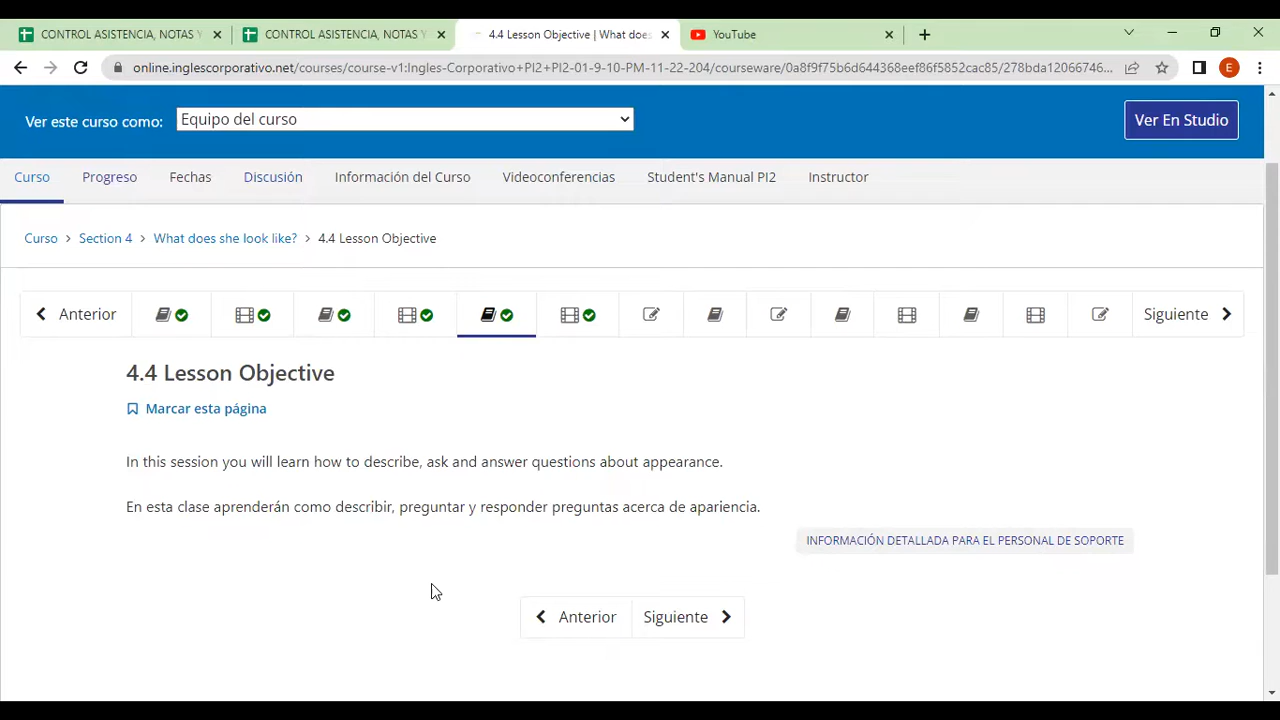 CONTROL ASISTENCIA, NOTAS Y
CONTROL ASISTENCIA, NOTAS Y
4.4 Lesson Objective | What does
YouTube
online.inglescorporativo.net/courses/course-v1:Ingles-Corporativo+PI2+PI2-01-9-10-PM-11-22-204/courseware/0a8f9f75b6d644368eef86f5852cac85/278bda12066746...
E
Ver este curso como:
Equipo del curso
Ver En Studio
Curso
Progreso
Fechas
Discusión
Información del Curso
Videoconferencias
Student's Manual PI2
Instructor
Curso > Section 4 > What does she look like? > 4.4 Lesson Objective
Anterior
Siguiente
4.4 Lesson Objective
Marcar esta página
In this session you will learn how to describe, ask and answer questions about appearance.
En esta clase aprenderán como describir, preguntar y responder preguntas acerca de apariencia.
INFORMACIÓN DETALLADA PARA EL PERSONAL DE SOPORTE
Anterior
Siguiente